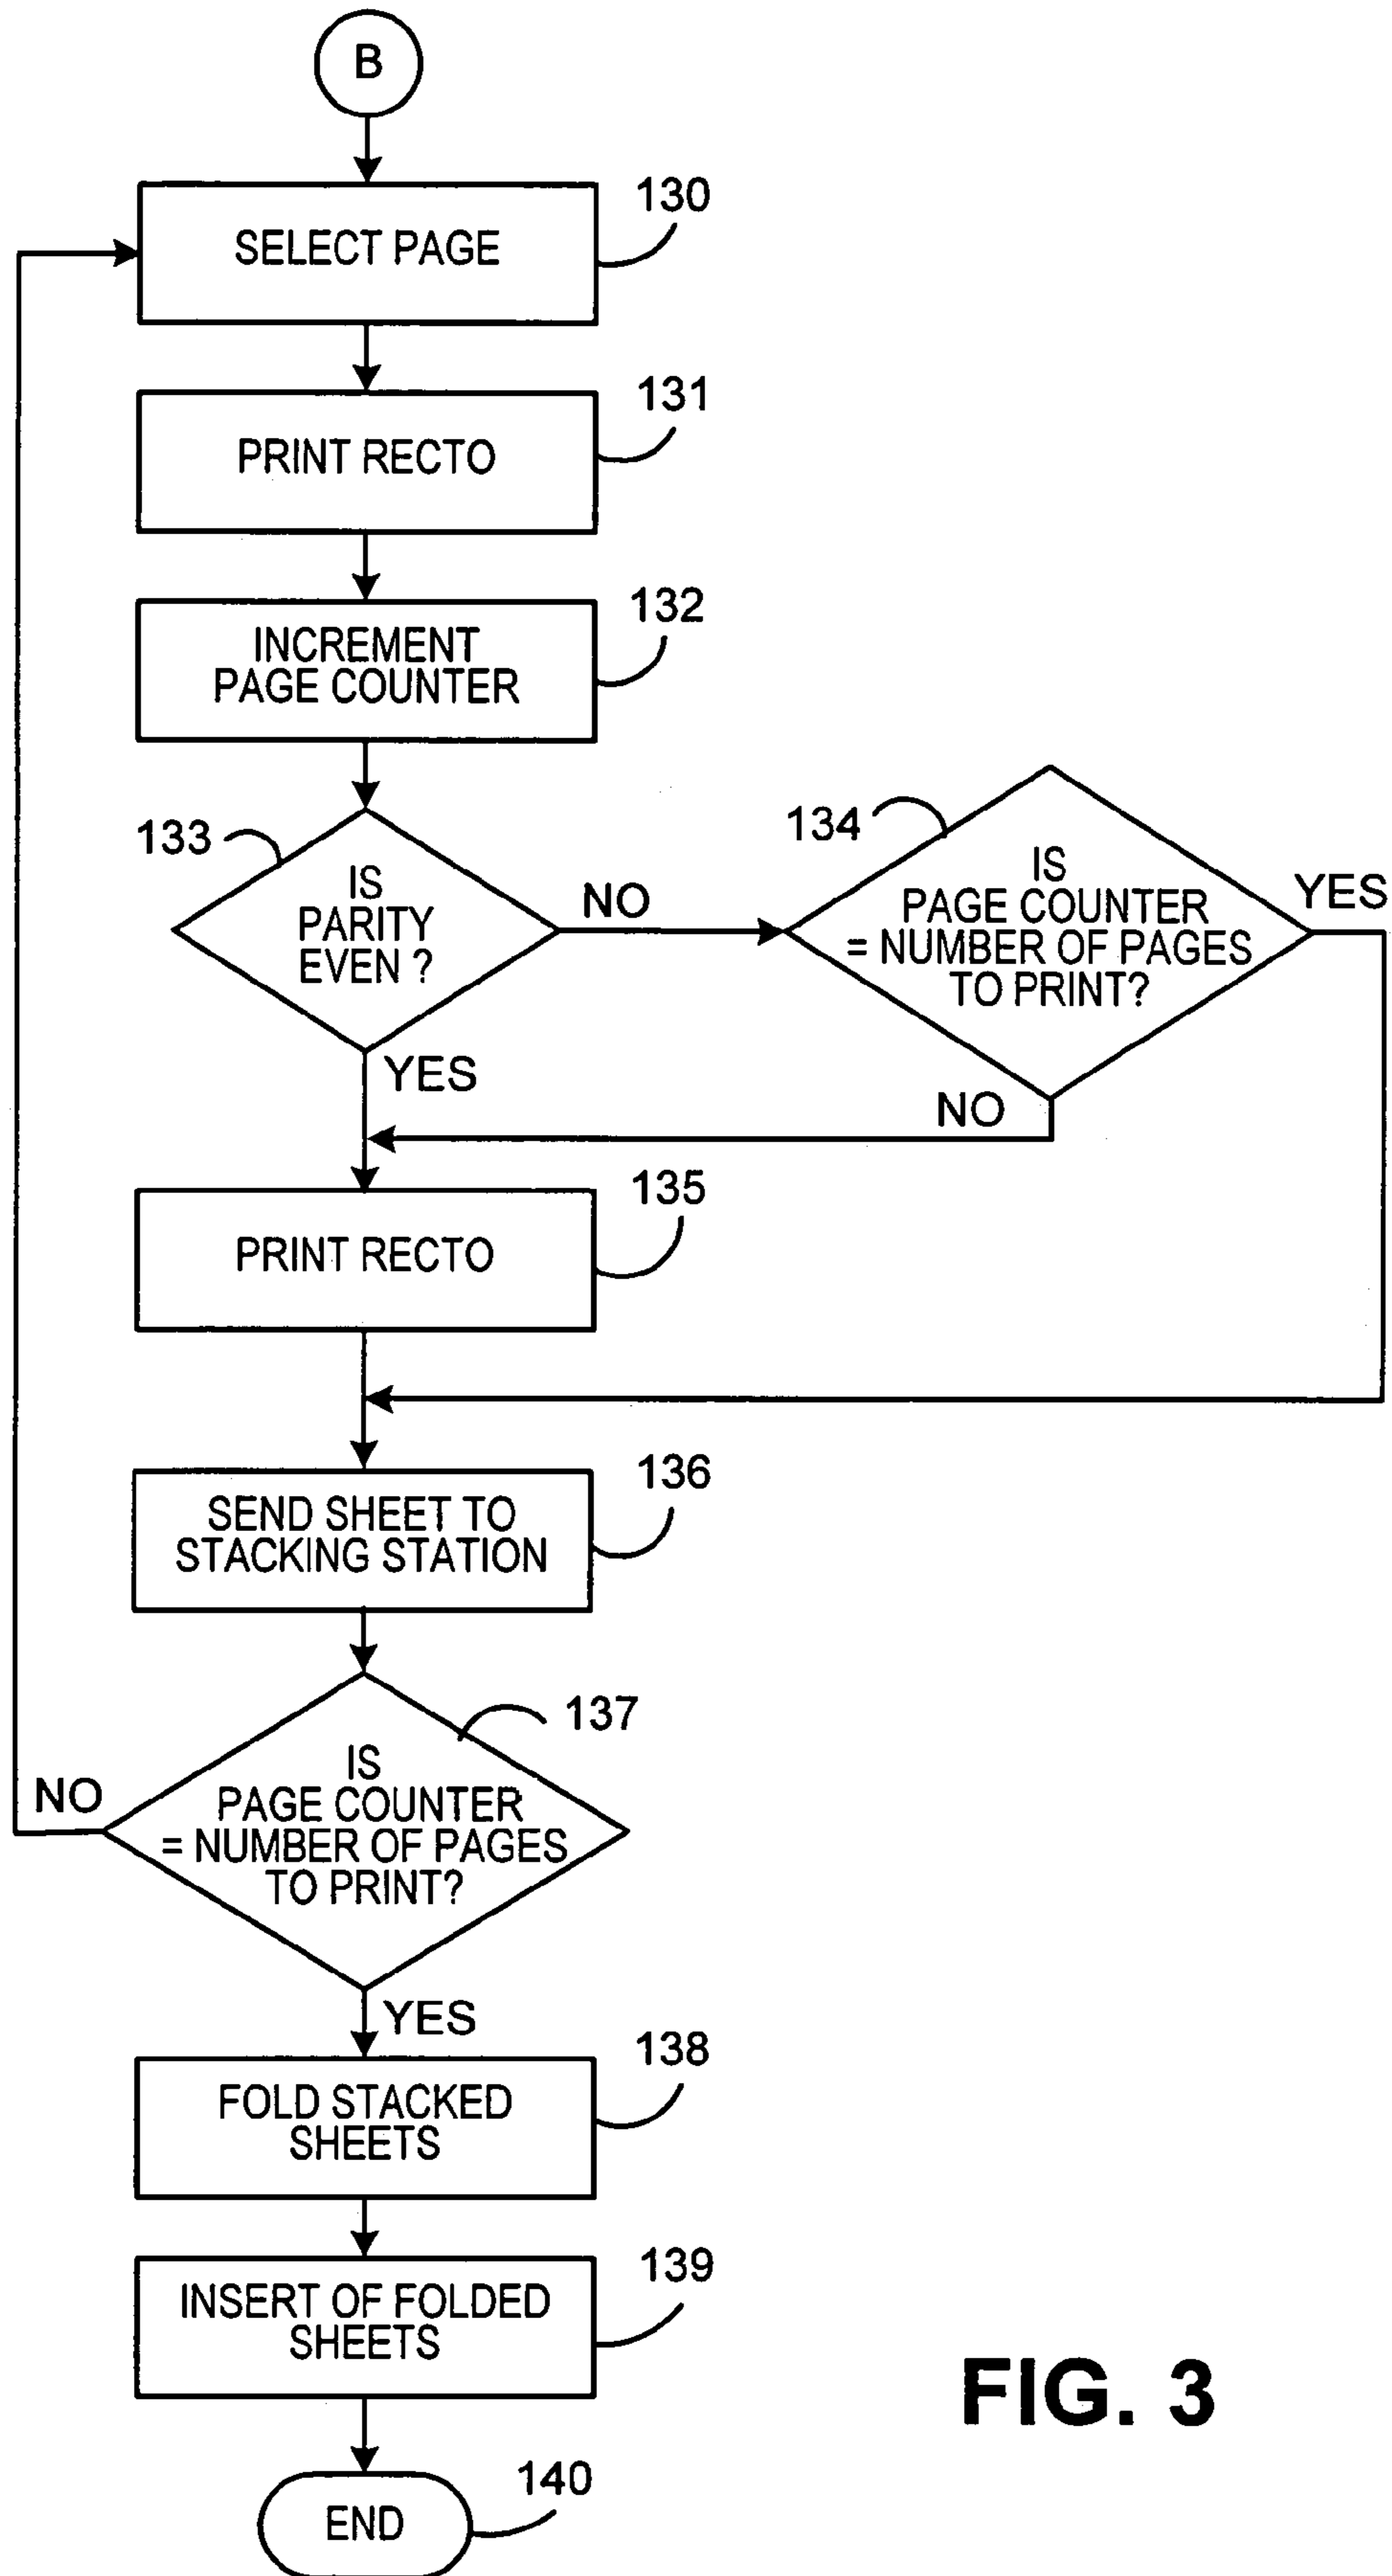 B
130
SELECT PAGE
131
PRINT RECTO
132
INCREMENT
PAGE COUNTER
133
IS
PARITY
EVEN ?
NO
YES
134
IS
PAGE COUNTER
= NUMBER OF PAGES
TO PRINT?
YES
NO
135
PRINT RECTO
136
SEND SHEET TO
STACKING STATION
137
IS
PAGE COUNTER
= NUMBER OF PAGES
TO PRINT?
NO
YES
138
FOLD STACKED
SHEETS
139
INSERT OF FOLDED
SHEETS
140
END
FIG. 3